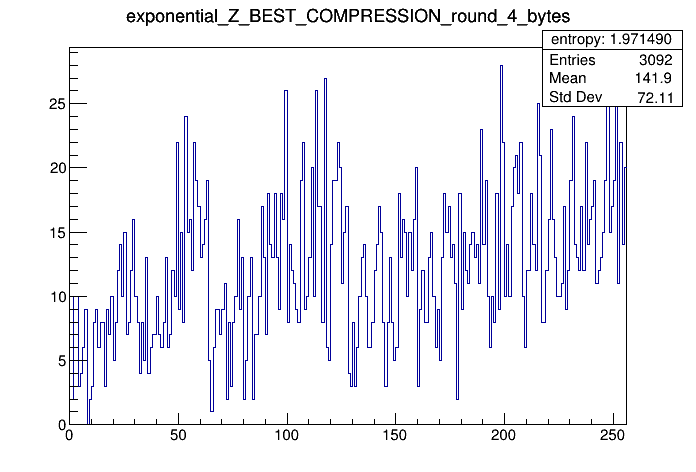 exponential_Z_BEST_COMPRESSION_round_4_bytes
entropy: 1.971490
Entries 3092
Mean 141.9
Std Dev 72.11
25
20
15
10
5
0
0 50 100 150 200 250